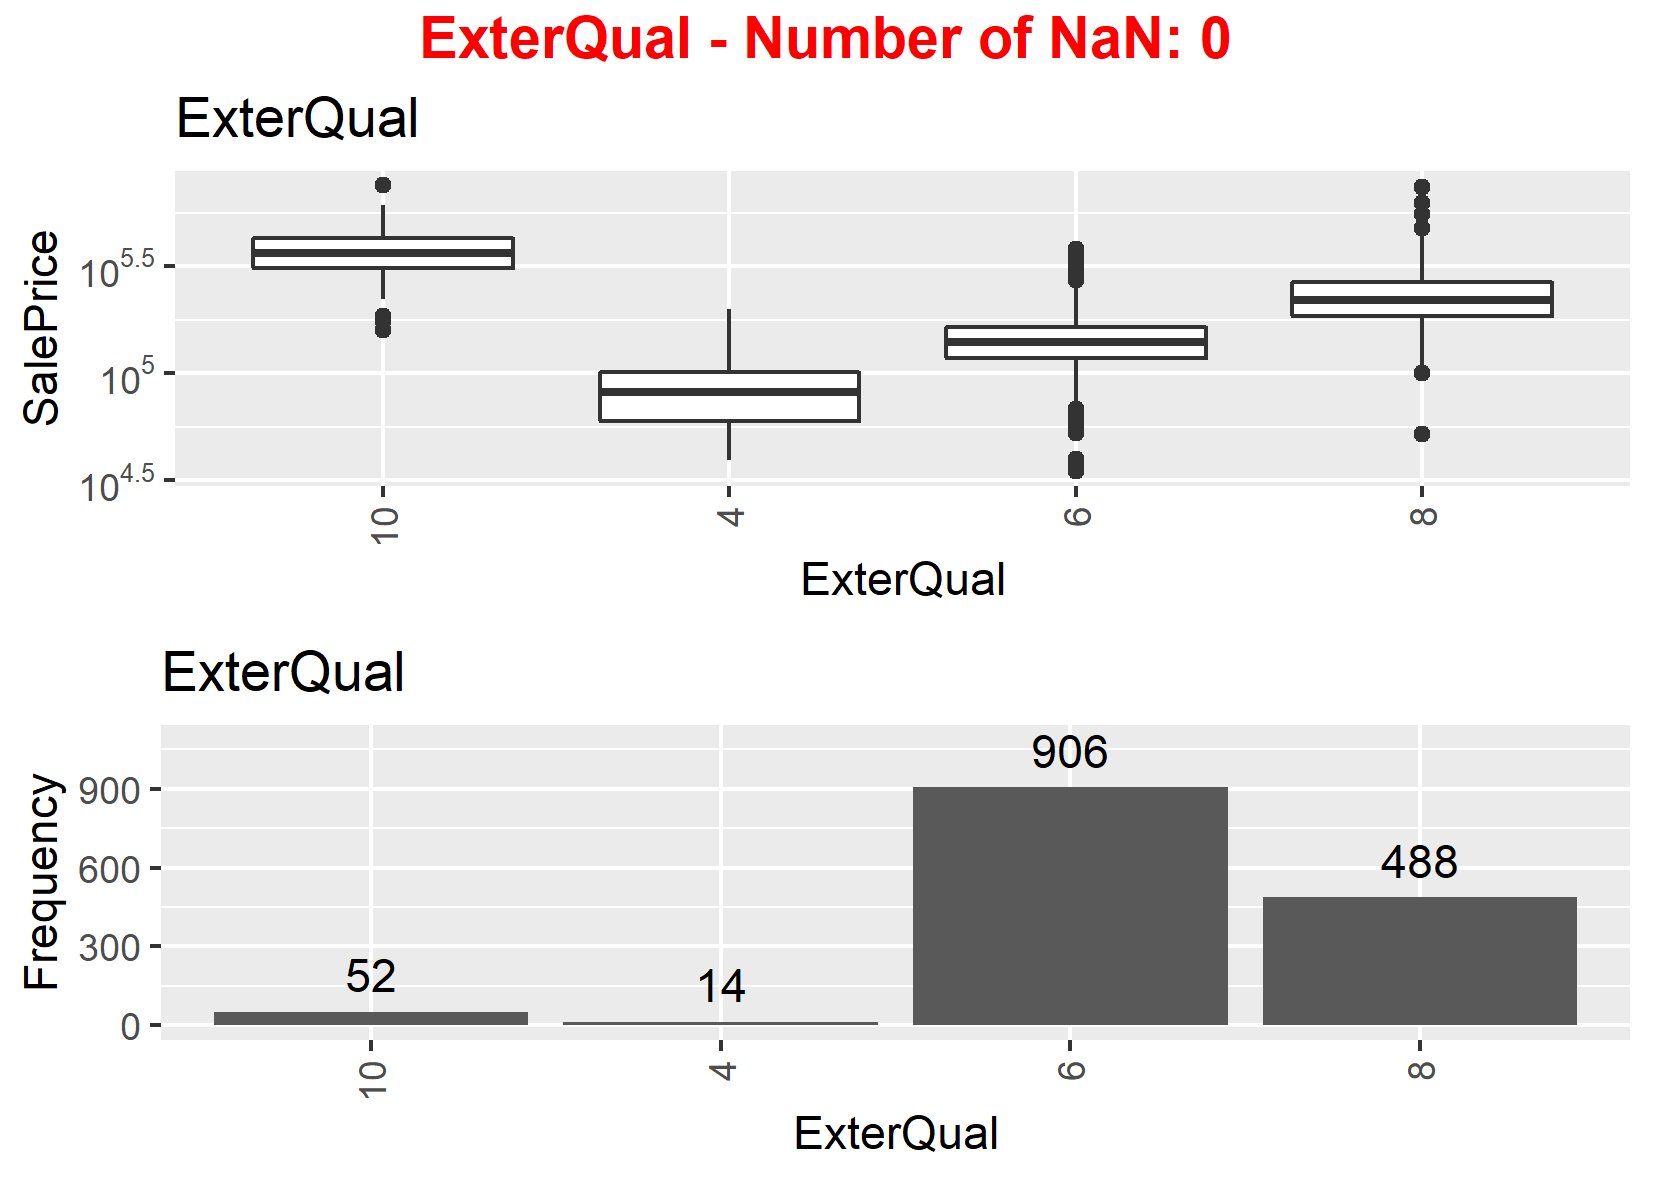 ExterQual - Number of NaN: 0
ExterQual
SalePrice
10^5.5
10^5
10^4.5
10 4 6 8
ExterQual
ExterQual
Frequency
906
900
600
488
300
52 14
0
10 4 6 8
ExterQual